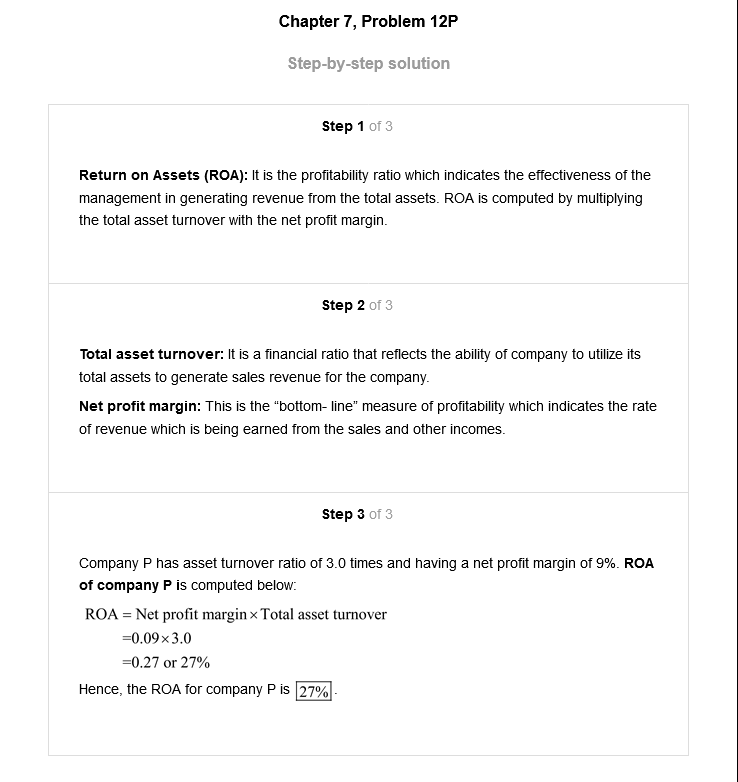 Chapter 7, Problem 12P
Step-by-step solution
Step 1 of 3
Return on Assets (ROA): It is the profitability ratio which indicates the effectiveness of the
management in generating revenue from the total assets. ROA is computed by multiplying
the total asset turnover with the net profit margin.
Step 2 of 3
Total asset turnover: It is a financial ratio that reflects the ability of company to utilize its
total assets to generate sales revenue for the company.
Net profit margin: This is the “bottom- line” measure of profitability which indicates the rate
of revenue which is being earned from the sales and other incomes.
Step 3 of 3
Company P has asset turnover ratio of 3.0 times and having a net profit margin of 9%. ROA
of company P is computed below:
ROA = Net profit margin × Total asset turnover
=0.09×3.0
=0.27 or 27%
Hence, the ROA for company P is 27%.